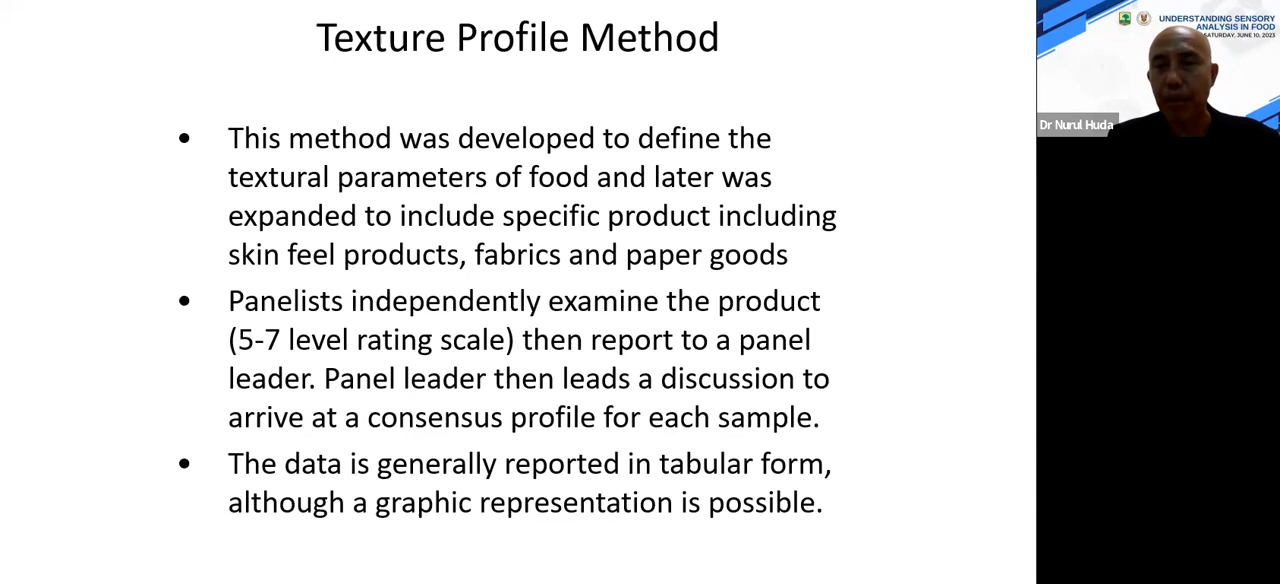 Texture Profile Method
• This method was developed to define the
textural parameters of food and later was
expanded to include specific product including
skin feel products, fabrics and paper goods
• Panelists independently examine the product
(5-7 level rating scale) then report to a panel
leader. Panel leader then leads a discussion to
arrive at a consensus profile for each sample.
• The data is generally reported in tabular form,
although a graphic representation is possible.
UNDERSTANDING SENSORY
ANALYSIS IN FOOD
SATURDAY, JUNE 10, 2023
Dr Nurul Huda